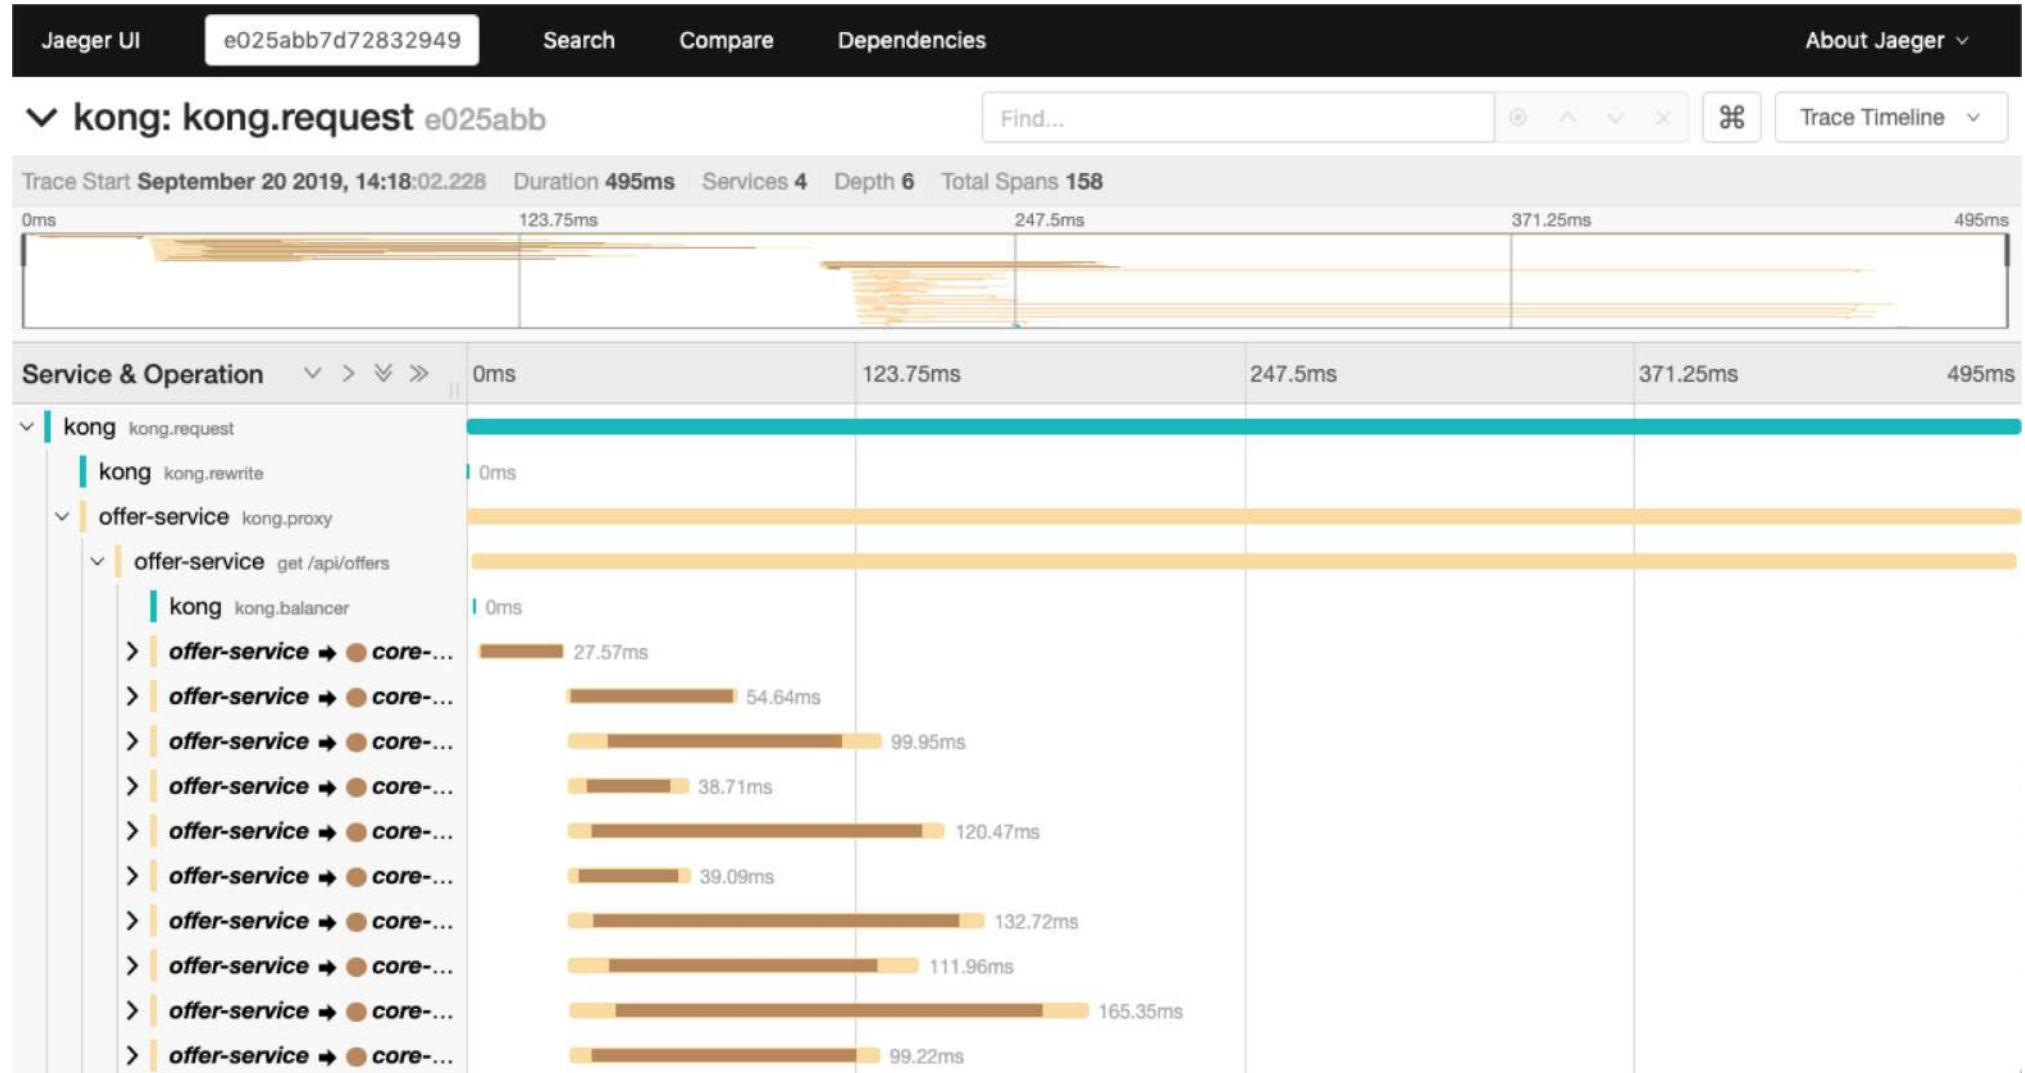 Jaeger UI e025abb7d72832949 Search Compare Dependencies About Jaeger
kong: kong.request e025abb Find... ⌘ Trace Timeline
Trace Start September 20 2019, 14:18:02.228 Duration 495ms Services 4 Depth 6 Total Spans 158
0ms 123.75ms 247.5ms 371.25ms 495ms
Service & Operation 0ms 123.75ms 247.5ms 371.25ms 495ms
kong kong.request
kong kong.rewrite 0ms
offer-service kong.proxy
offer-service get /api/offers
kong kong.balancer 0ms
offer-service ➡ core-... 27.57ms
offer-service ➡ core-... 54.64ms
offer-service ➡ core-... 99.95ms
offer-service ➡ core-... 38.71ms
offer-service ➡ core-... 120.47ms
offer-service ➡ core-... 39.09ms
offer-service ➡ core-... 132.72ms
offer-service ➡ core-... 111.96ms
offer-service ➡ core-... 165.35ms
offer-service ➡ core-... 99.22ms